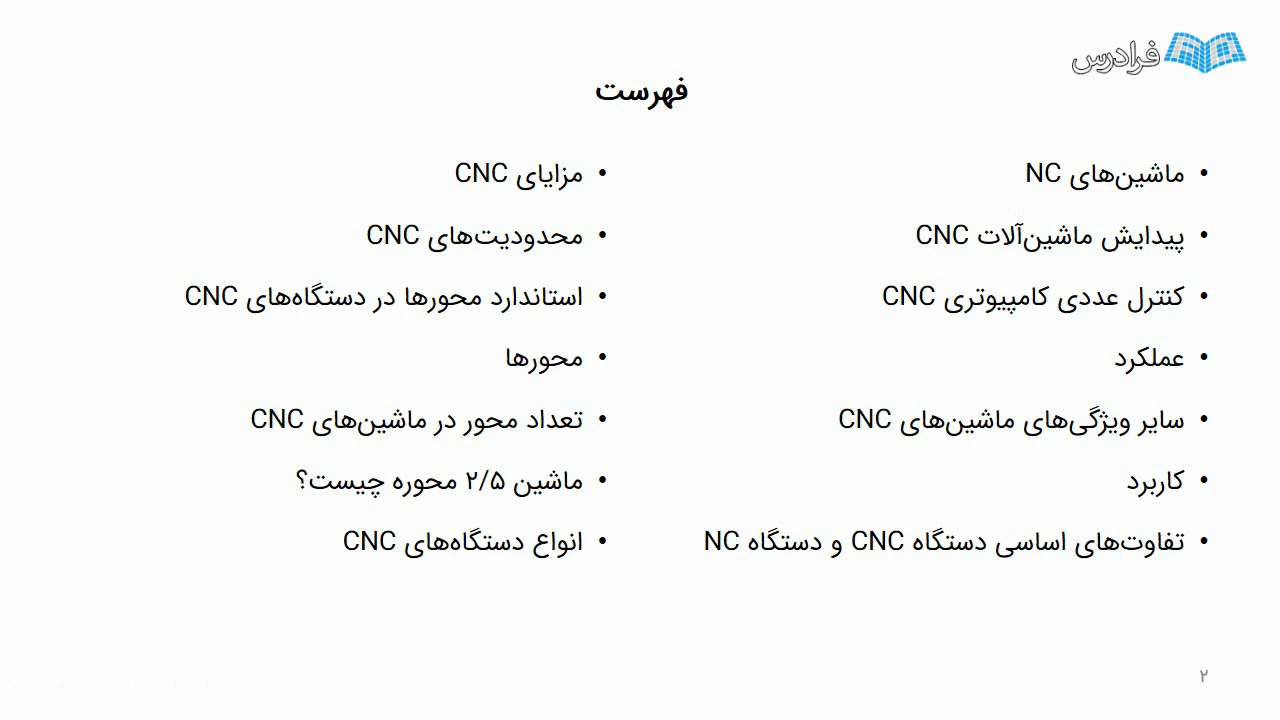 فرادرس
فهرست
• ماشین‌های NC
• پیدایش ماشین‌آلات CNC
• کنترل عددی کامپیوتری CNC
• عملکرد
• سایر ویژگی‌های ماشین‌های CNC
• کاربرد
• تفاوت‌های اساسی دستگاه CNC و دستگاه NC
• مزایای CNC
• محدودیت‌های CNC
• استاندارد محورها در دستگاه‌های CNC
• محورها
• تعداد محور در ماشین‌های CNC
• ماشین ۲/۵ محوره چیست؟
• انواع دستگاه‌های CNC
۲